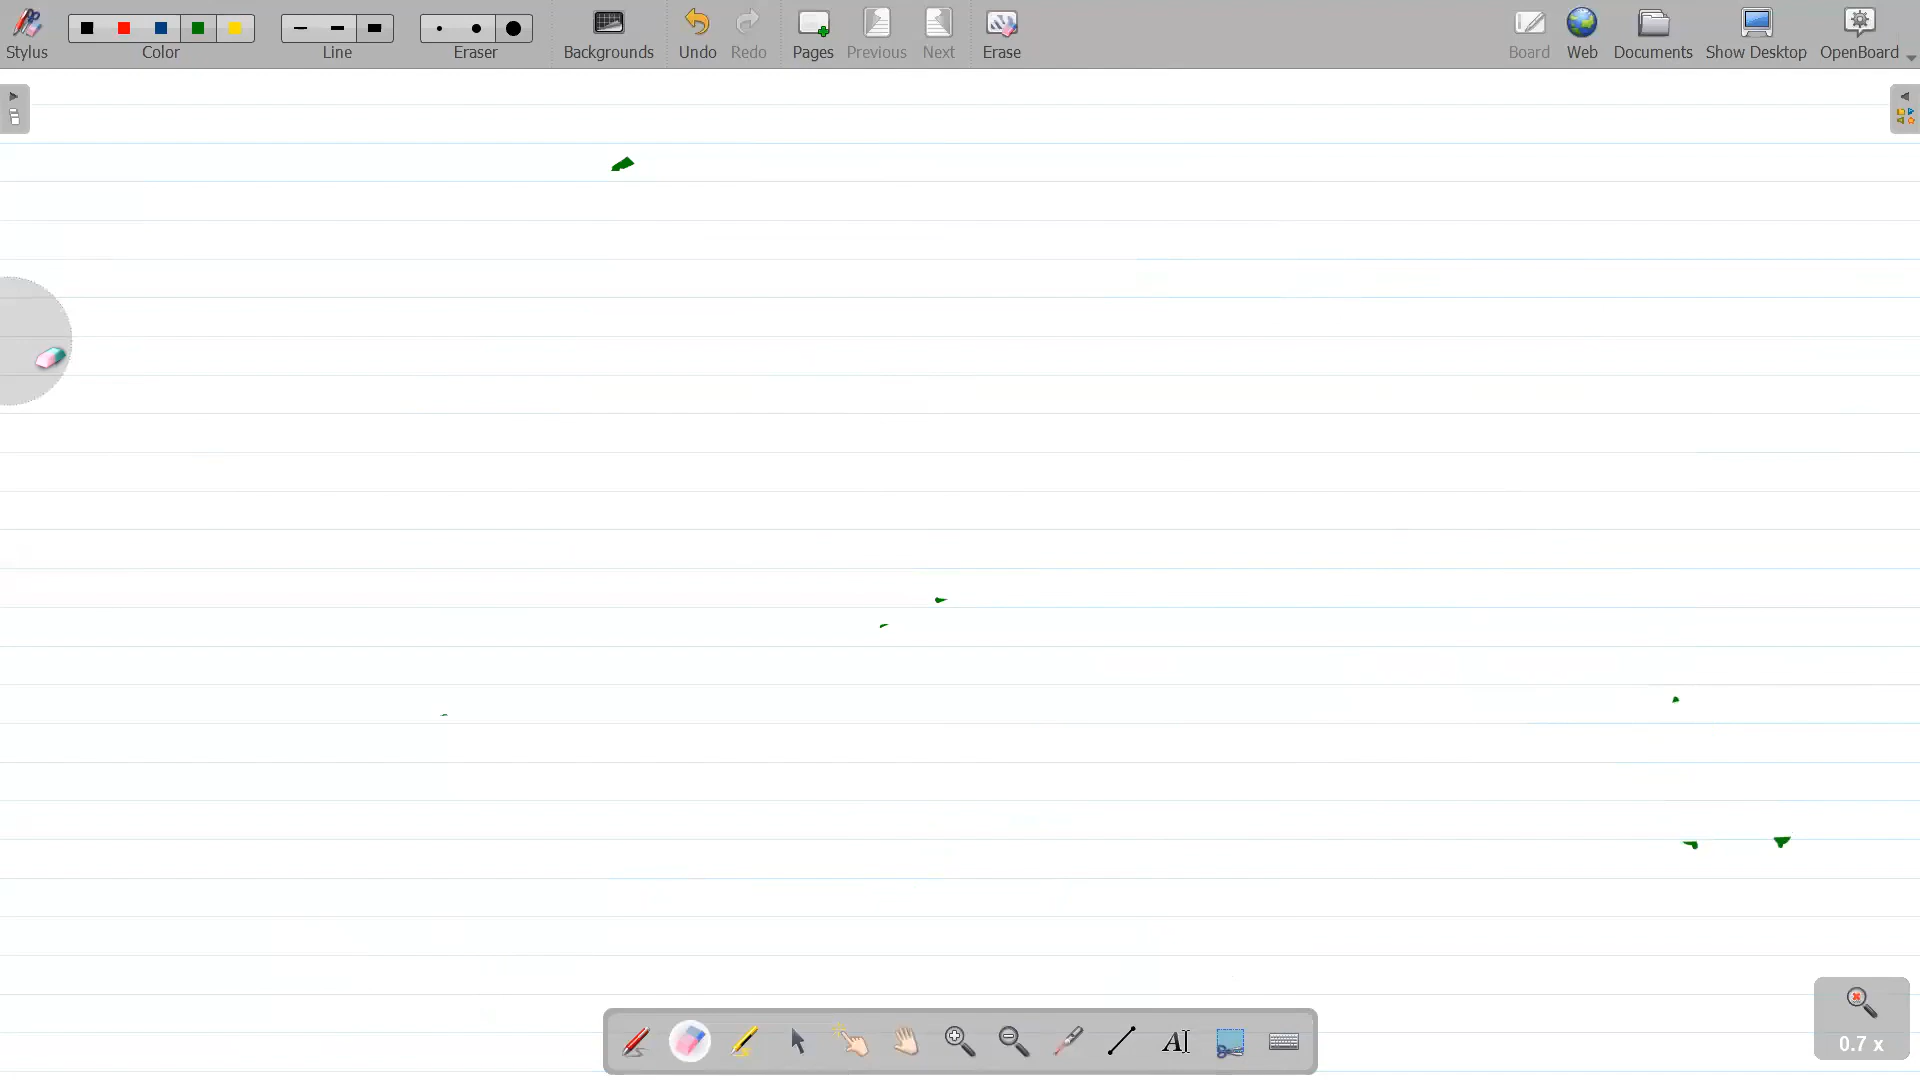 Stylus Color Line Eraser Backgrounds Undo Redo Pages Previous Next Erase Board Web Documents Show Desktop OpenBoard
A
0.7 x